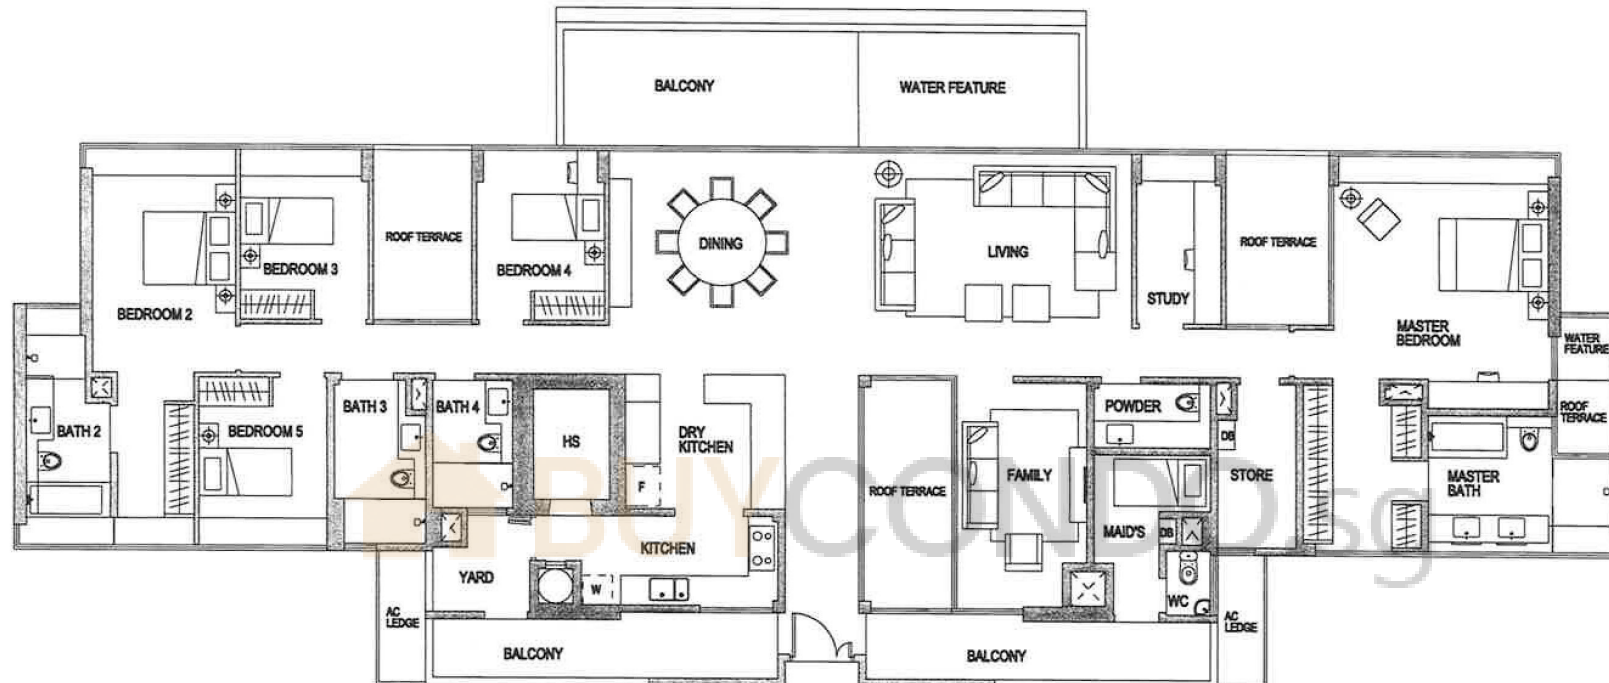 BALCONY
WATER FEATURE
BEDROOM 2
BEDROOM 3
ROOF TERRACE
BEDROOM 4
DINING
LIVING
STUDY
ROOF TERRACE
MASTER
BEDROOM
WATER
FEATURE
ROOF
TERRACE
BATH 2
BEDROOM 5
BATH 3
BATH 4
HS
DRY
KITCHEN
F
ROOF TERRACE
FAMILY
POWDER
DB
STORE
MASTER
BATH
MAID'S
DB
WC
YARD
KITCHEN
W
AC
LEDGE
BALCONY
BALCONY
AC
LEDGE
BUYCONDO.sg